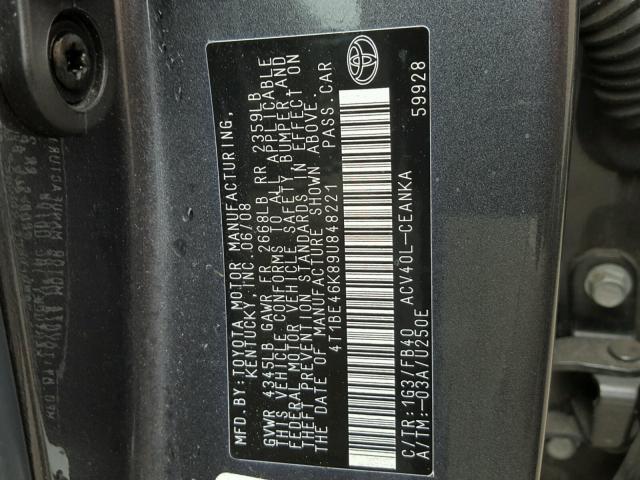 MFD.BY:TOYOTA MOTOR MANUFACTURING,
KENTUCKY, INC. 06/08
GVWR 4345LB GAWR FR 2668LB RR 2359LB
THIS VEHICLE CONFORMS TO ALL APPLICABLE
FEDERAL MOTOR VEHICLE SAFETY, BUMPER AND
THEFT PREVENTION STANDARDS IN EFFECT ON
THE DATE OF MANUFACTURE SHOWN ABOVE.
4T1BE46K89U848221 PASS.CAR
C/TR:1G3/FB40 ACV40L-CEANKA
A/TM:-03A/U250E 59928